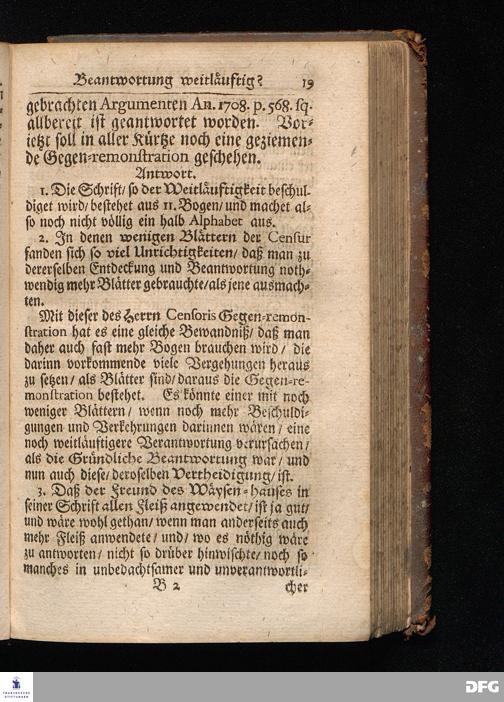 Beantwortung weitläuftig? 19
gebrachten Argumenten An. 1708. p. 568. sq.
allbereit ist geantwortet worden. Vor-
jetzt soll in aller Kürtze noch eine geziemen-
de Gegen-remonstration geschehen.
Antwort.
1. Die Schrift/ so der Weitläuftigkeit beschul-
diget wird/ bestehet aus 11. Bogen/ und machet al-
so noch nicht völlig ein halb Alphabet aus.
2. In denen wenigen Blättern der Censur
fanden sich so viel Unrichtigkeiten/ daß man zu
dererselben Entdeckung und Beantwortung noth-
wendig mehr Blätter gebrauchte/ als jene ausmach-
ten.
Mit dieser des Herrn Censoris Gegen-remon-
stration hat es eine gleiche Bewandniß/ daß man
daher auch fast mehr Bogen brauchen wird/ die
darinn vorkommende viele Vergehungen heraus
zu setzen/ als Blätter sind/ daraus die Gegen-re-
monstration bestehet. Es könnte einer mit noch
weniger Blättern/ wenn noch mehr Beschuldi-
gungen und Verkehrungen darinnen wären/ eine
noch weitläuftigere Verantwortung verursachen/
als die Gründliche Beantwortung war/ und
nun auch diese/ deroselben Vertheidigung/ ist.
3. Daß der Freund des Wäysen-hauses in
seiner Schrift allen Fleiß angewendet/ ist ja gut/
und wäre wohl gethan/ wenn man anderseits auch
mehr Fleiß anwendete/ und/ wo es nöthig wäre
zu antworten/ nicht so drüber hinwischte/ noch so
manches in unbedachtsamer und unverantwortli-
B 2 cher
FRANCKESCHE
STIFTUNGEN
DFG